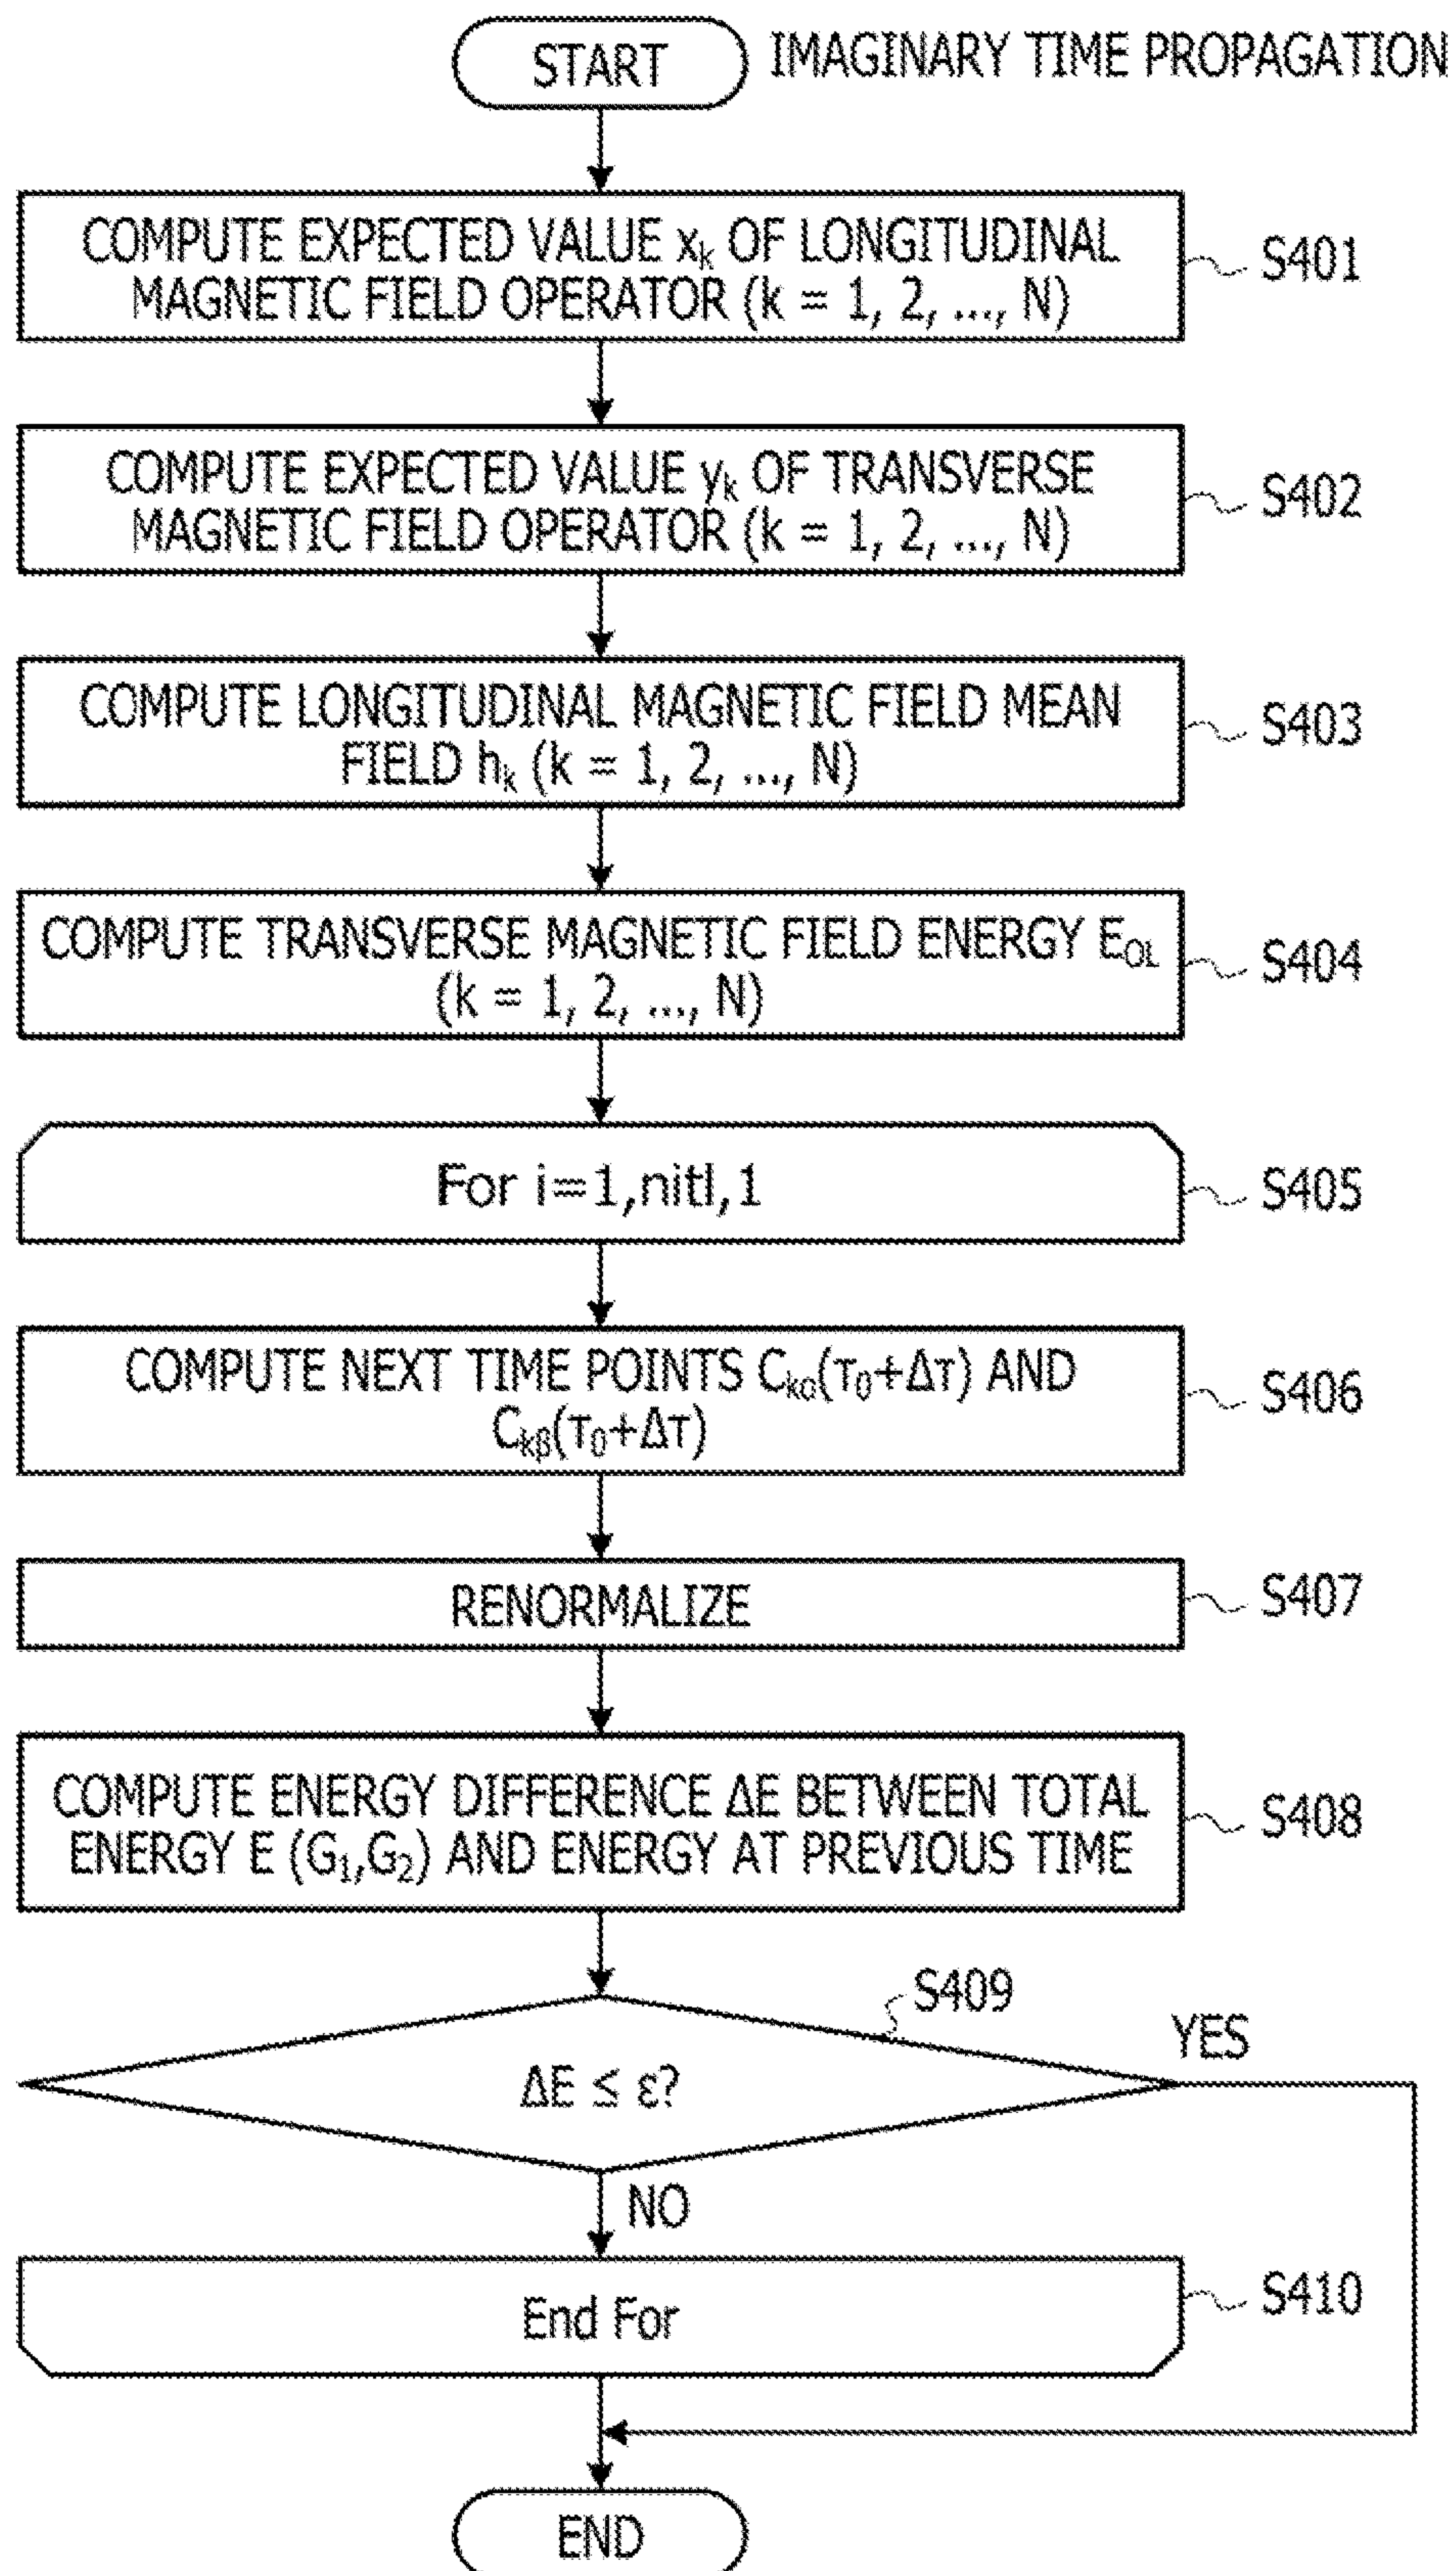 START
IMAGINARY TIME PROPAGATION
COMPUTE EXPECTED VALUE xk OF LONGITUDINAL
MAGNETIC FIELD OPERATOR (k = 1, 2, ..., N)
S401
COMPUTE EXPECTED VALUE yk OF TRANSVERSE
MAGNETIC FIELD OPERATOR (k = 1, 2, ..., N)
S402
COMPUTE LONGITUDINAL MAGNETIC FIELD MEAN
FIELD hk (k = 1, 2, ..., N)
S403
COMPUTE TRANSVERSE MAGNETIC FIELD ENERGY EQL
(k = 1, 2, ..., N)
S404
For i=1,nitl,1
S405
COMPUTE NEXT TIME POINTS Ckα(τ0+Δτ) AND
Ckβ(τ0+Δτ)
S406
RENORMALIZE
S407
COMPUTE ENERGY DIFFERENCE ΔE BETWEEN TOTAL
ENERGY E (G1,G2) AND ENERGY AT PREVIOUS TIME
S408
S409
ΔE ≤ ε?
YES
NO
End For
S410
END